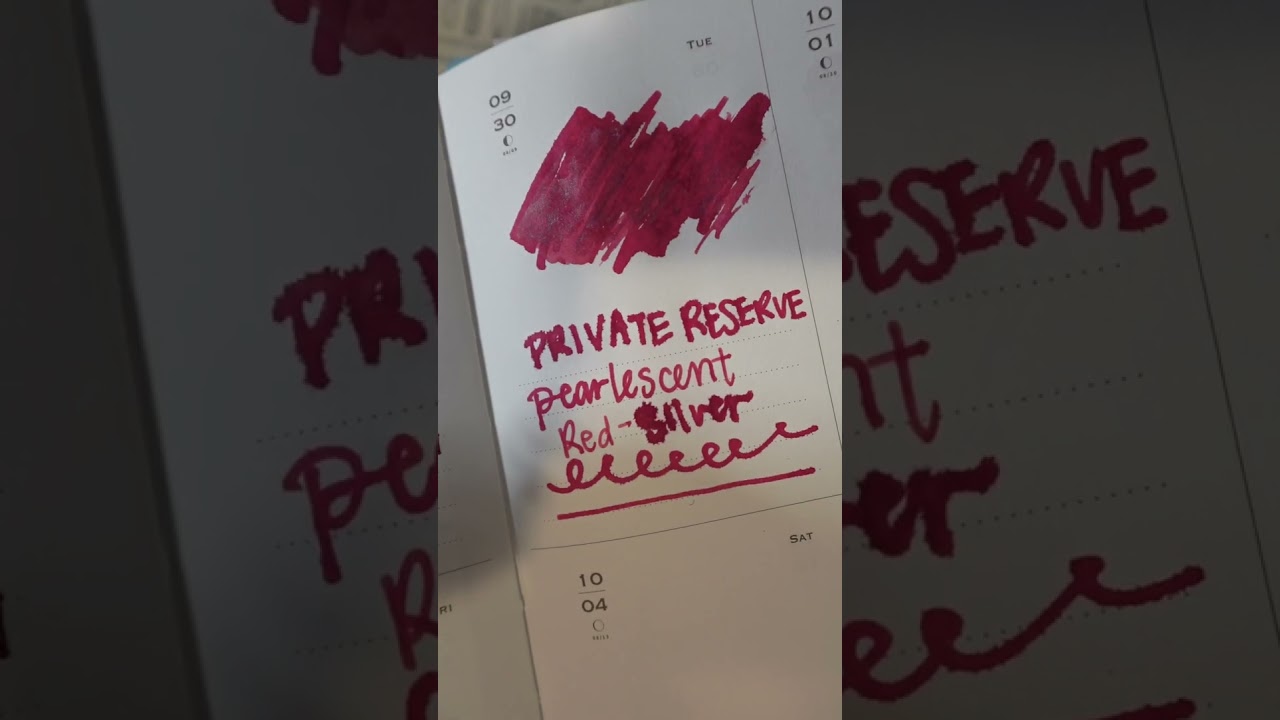 TUE
09
30
10
01
PRIVATE RESERVE
pearlescent
Red-Silver
SAT
10
04